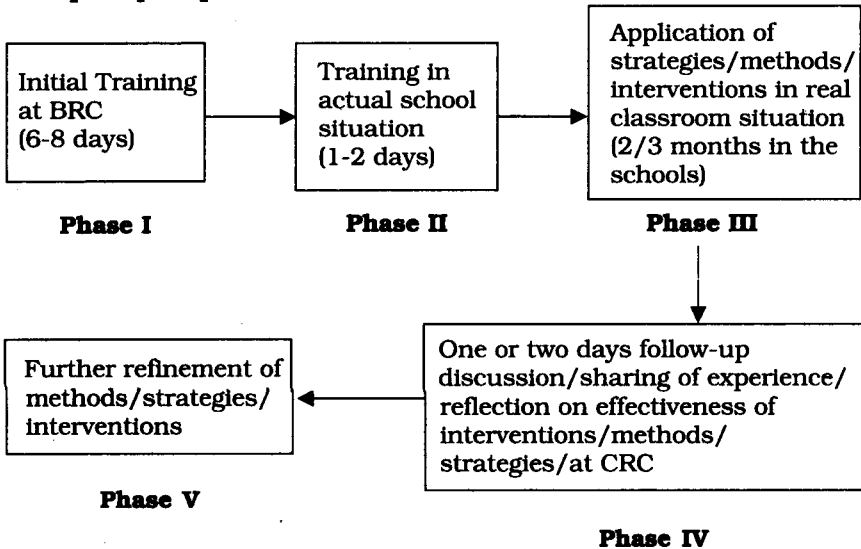 Initial Training
at BRC
(6-8 days)
Phase I
Training in
actual school
situation
(1-2 days)
Phase II
Application of
strategies/methods/
interventions in real
classroom situation
(2/3 months in the
schools)
Phase III
One or two days follow-up
discussion/sharing of experience/
reflection on effectiveness of
interventions/methods/
strategies/at CRC
Phase IV
Further refinement of
methods/strategies/
interventions
Phase V